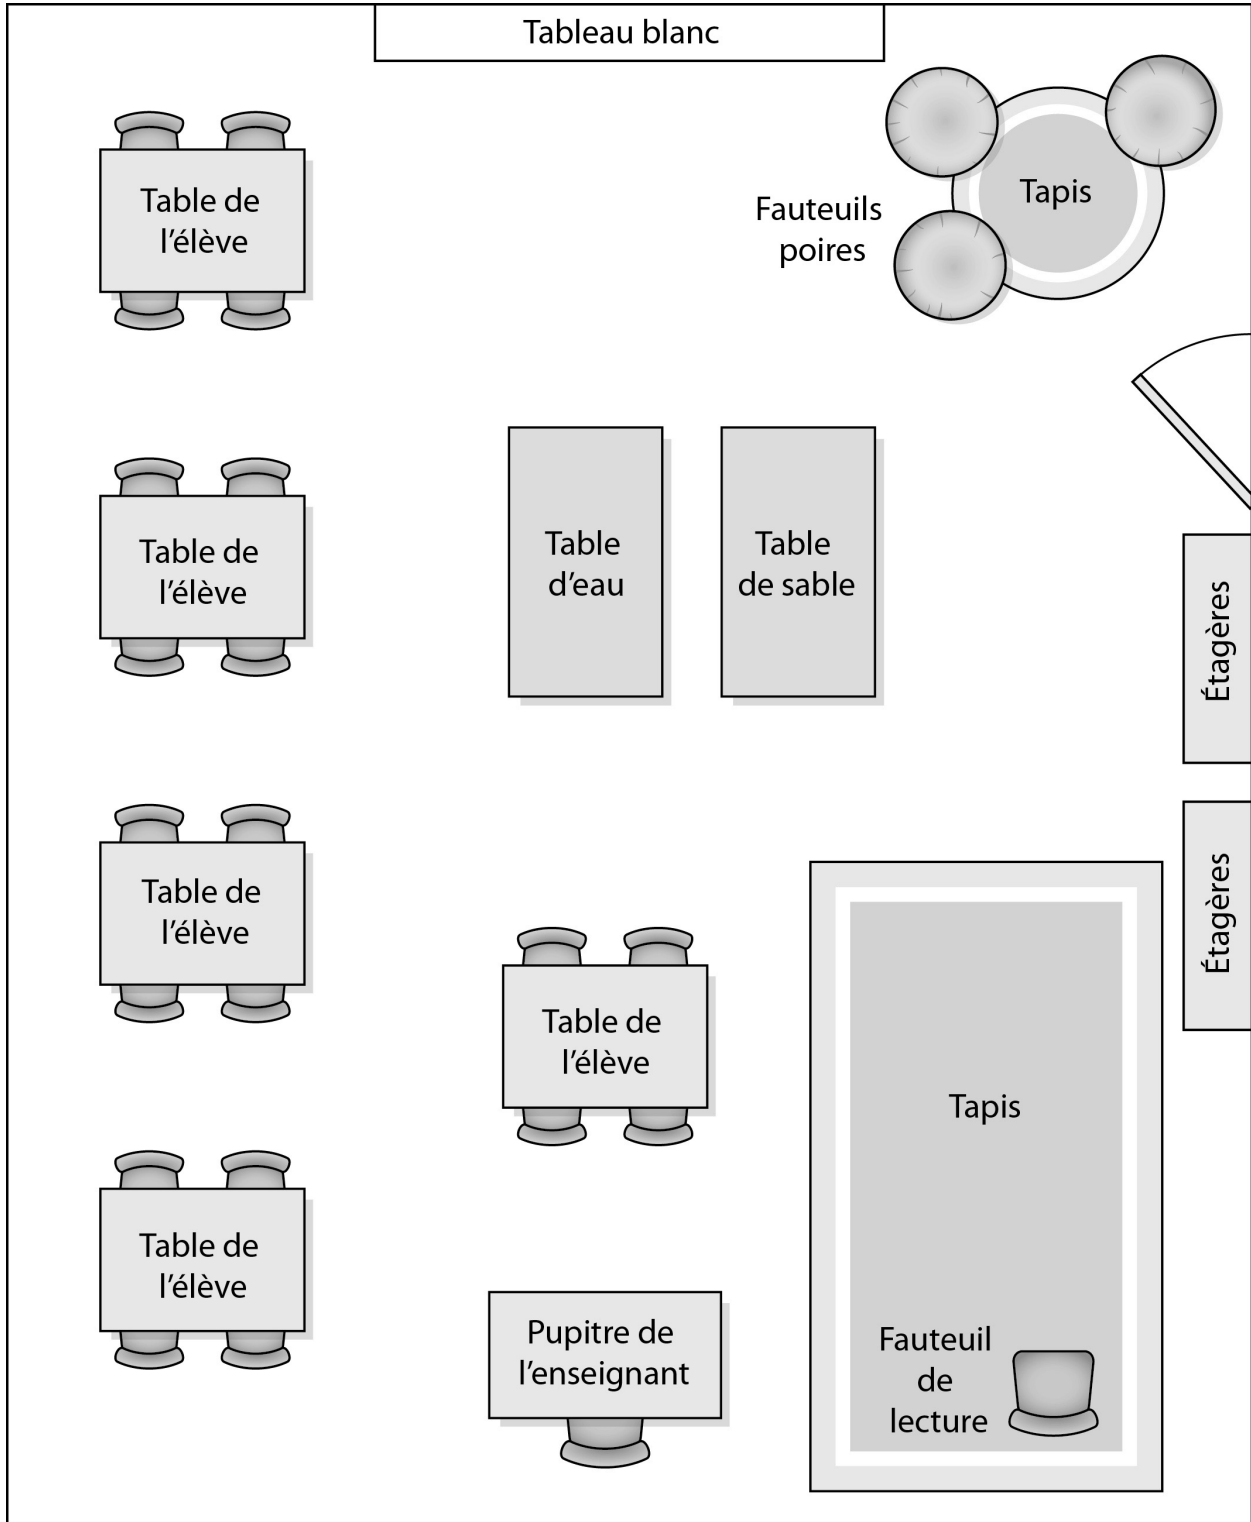 Tableau blanc
Table de
l'élève
Fauteuils
poires
Tapis
Table de
l'élève
Table
d'eau
Table
de sable
Étagères
Table de
l'élève
Étagères
Table de
l'élève
Tapis
Table de
l'élève
Pupitre de
l'enseignant
Fauteuil
de
lecture